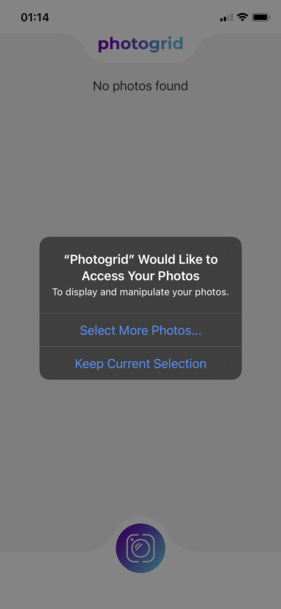 01:14
photogrid
No photos found
“Photogrid” Would Like to
Access Your Photos
To display and manipulate your photos.
Select More Photos...
Keep Current Selection